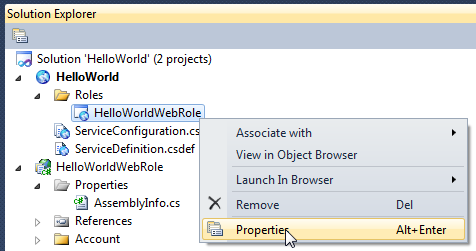 Solution Explorer
Solution 'HelloWorld' (2 projects)
HelloWorld
Roles
HelloWorldWebRole
ServiceConfiguration.cs
ServiceDefinition.csdef
HelloWorldWebRole
Properties
AssemblyInfo.cs
References
Account
Associate with
View in Object Browser
Launch In Browser
Remove Del
Properties Alt+Enter